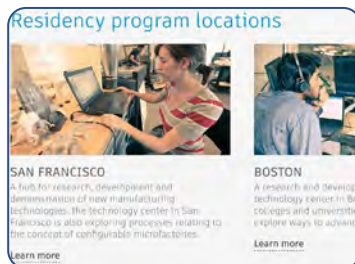 Residency program locations
SAN FRANCISCO
A hub for research, development and
demonstration of new manufacturing
technologies, the technology center in San
Francisco is also exploring processes relating to
the concept of configurable microfactories.
Learn more
BOSTON
A research and develop
technology center in B
colleges and universiti
explore ways to advanc
Learn more